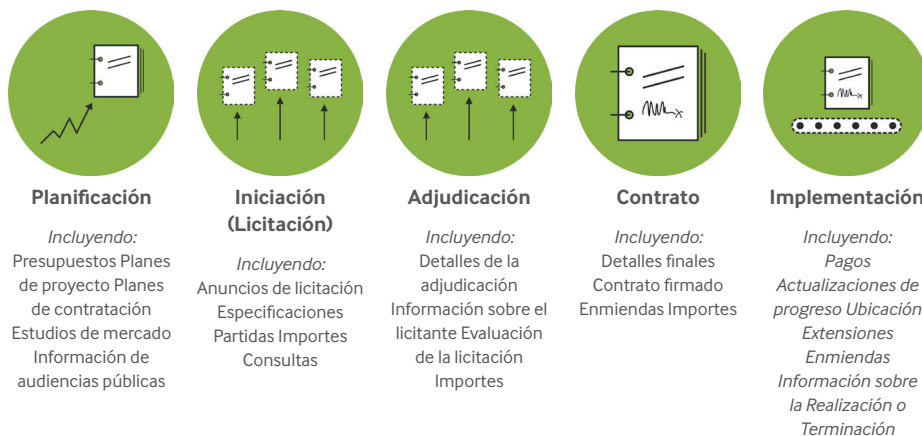 Planificación
Incluyendo:
Presupuestos Planes
de proyecto Planes
de contratación
Estudios de mercado
Información de
audiencias públicas
Iniciación
(Licitación)
Incluyendo:
Anuncios de licitación
Especificaciones
Partidas Importes
Consultas
Adjudicación
Incluyendo:
Detalles de la
adjudicación
Información sobre el
licitante Evaluación
de la licitación
Importes
Contrato
Incluyendo:
Detalles finales
Contrato firmado
Enmiendas Importes
Implementación
Incluyendo:
Pagos
Actualizaciones de
progreso Ubicación
Extensiones
Enmiendas
Información sobre
la Realización o
Terminación